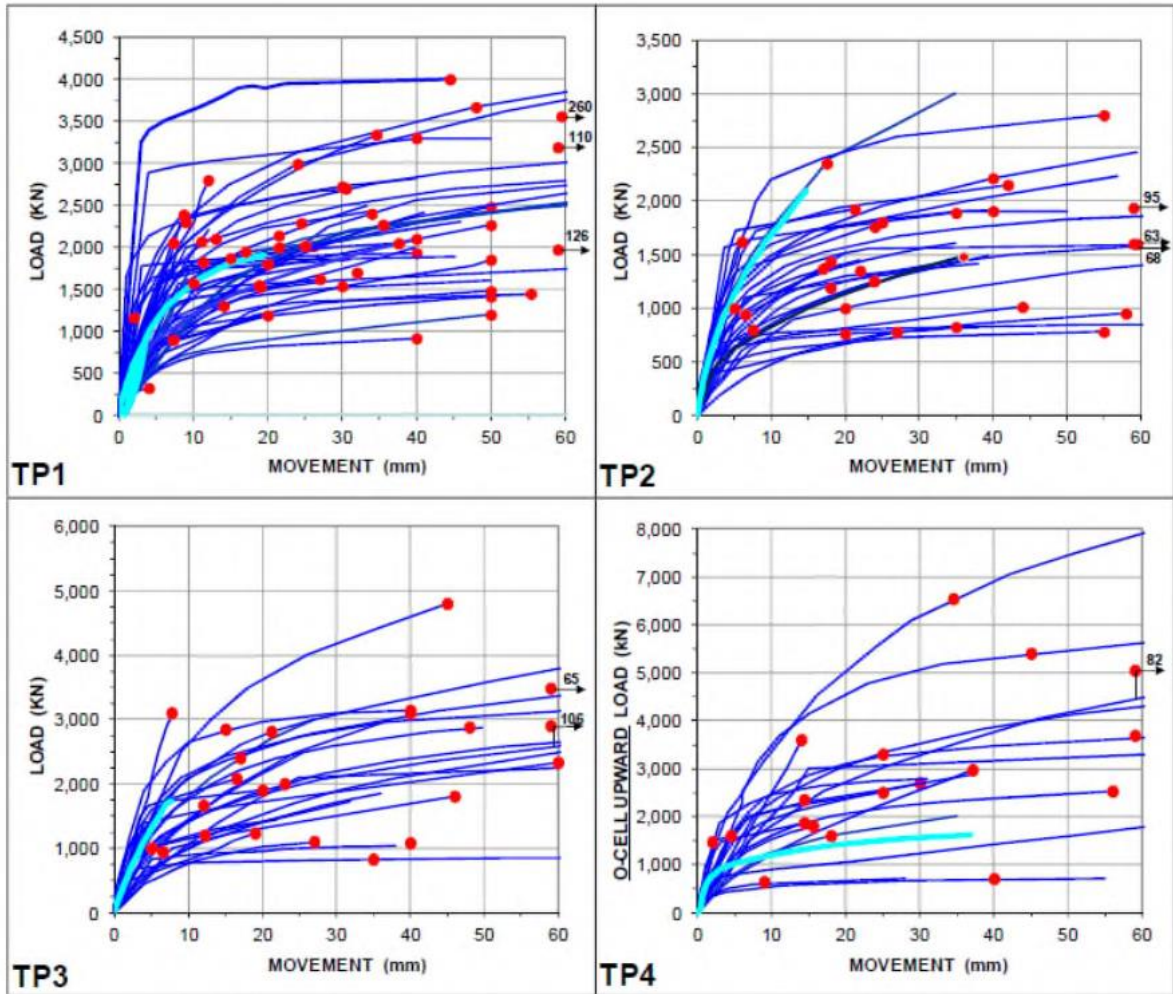 4,500
4,000
3,500
3,000
2,500
2,000
1,500
1,000
500
0
LOAD (KN)
260
110
126
0 10 20 30 40 50 60
MOVEMENT (mm)
TP1
3,500
3,000
2,500
2,000
1,500
1,000
500
0
LOAD (KN)
95
63
68
0 10 20 30 40 50 60
MOVEMENT (mm)
TP2
6,000
5,000
4,000
3,000
2,000
1,000
0
LOAD (KN)
65
106
0 10 20 30 40 50 60
MOVEMENT (mm)
TP3
8,000
7,000
6,000
5,000
4,000
3,000
2,000
1,000
0
O-CELL UPWARD LOAD (kN)
82
0 10 20 30 40 50 60
MOVEMENT (mm)
TP4